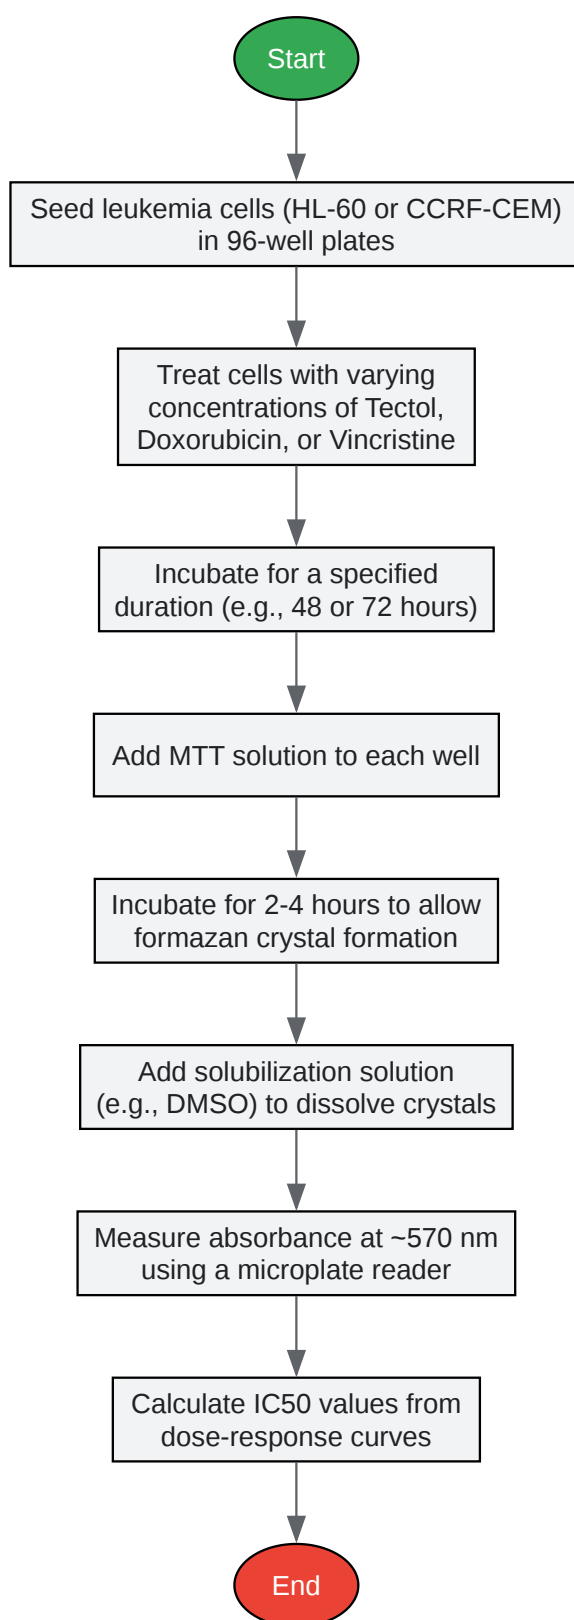 Start
Seed leukemia cells (HL-60 or CCRF-CEM)
in 96-well plates
Treat cells with varying
concentrations of Tectol,
Doxorubicin, or Vincristine
Incubate for a specified
duration (e.g., 48 or 72 hours)
Add MTT solution to each well
Incubate for 2-4 hours to allow
formazan crystal formation
Add solubilization solution
(e.g., DMSO) to dissolve crystals
Measure absorbance at ~570 nm
using a microplate reader
Calculate IC50 values from
dose-response curves
End